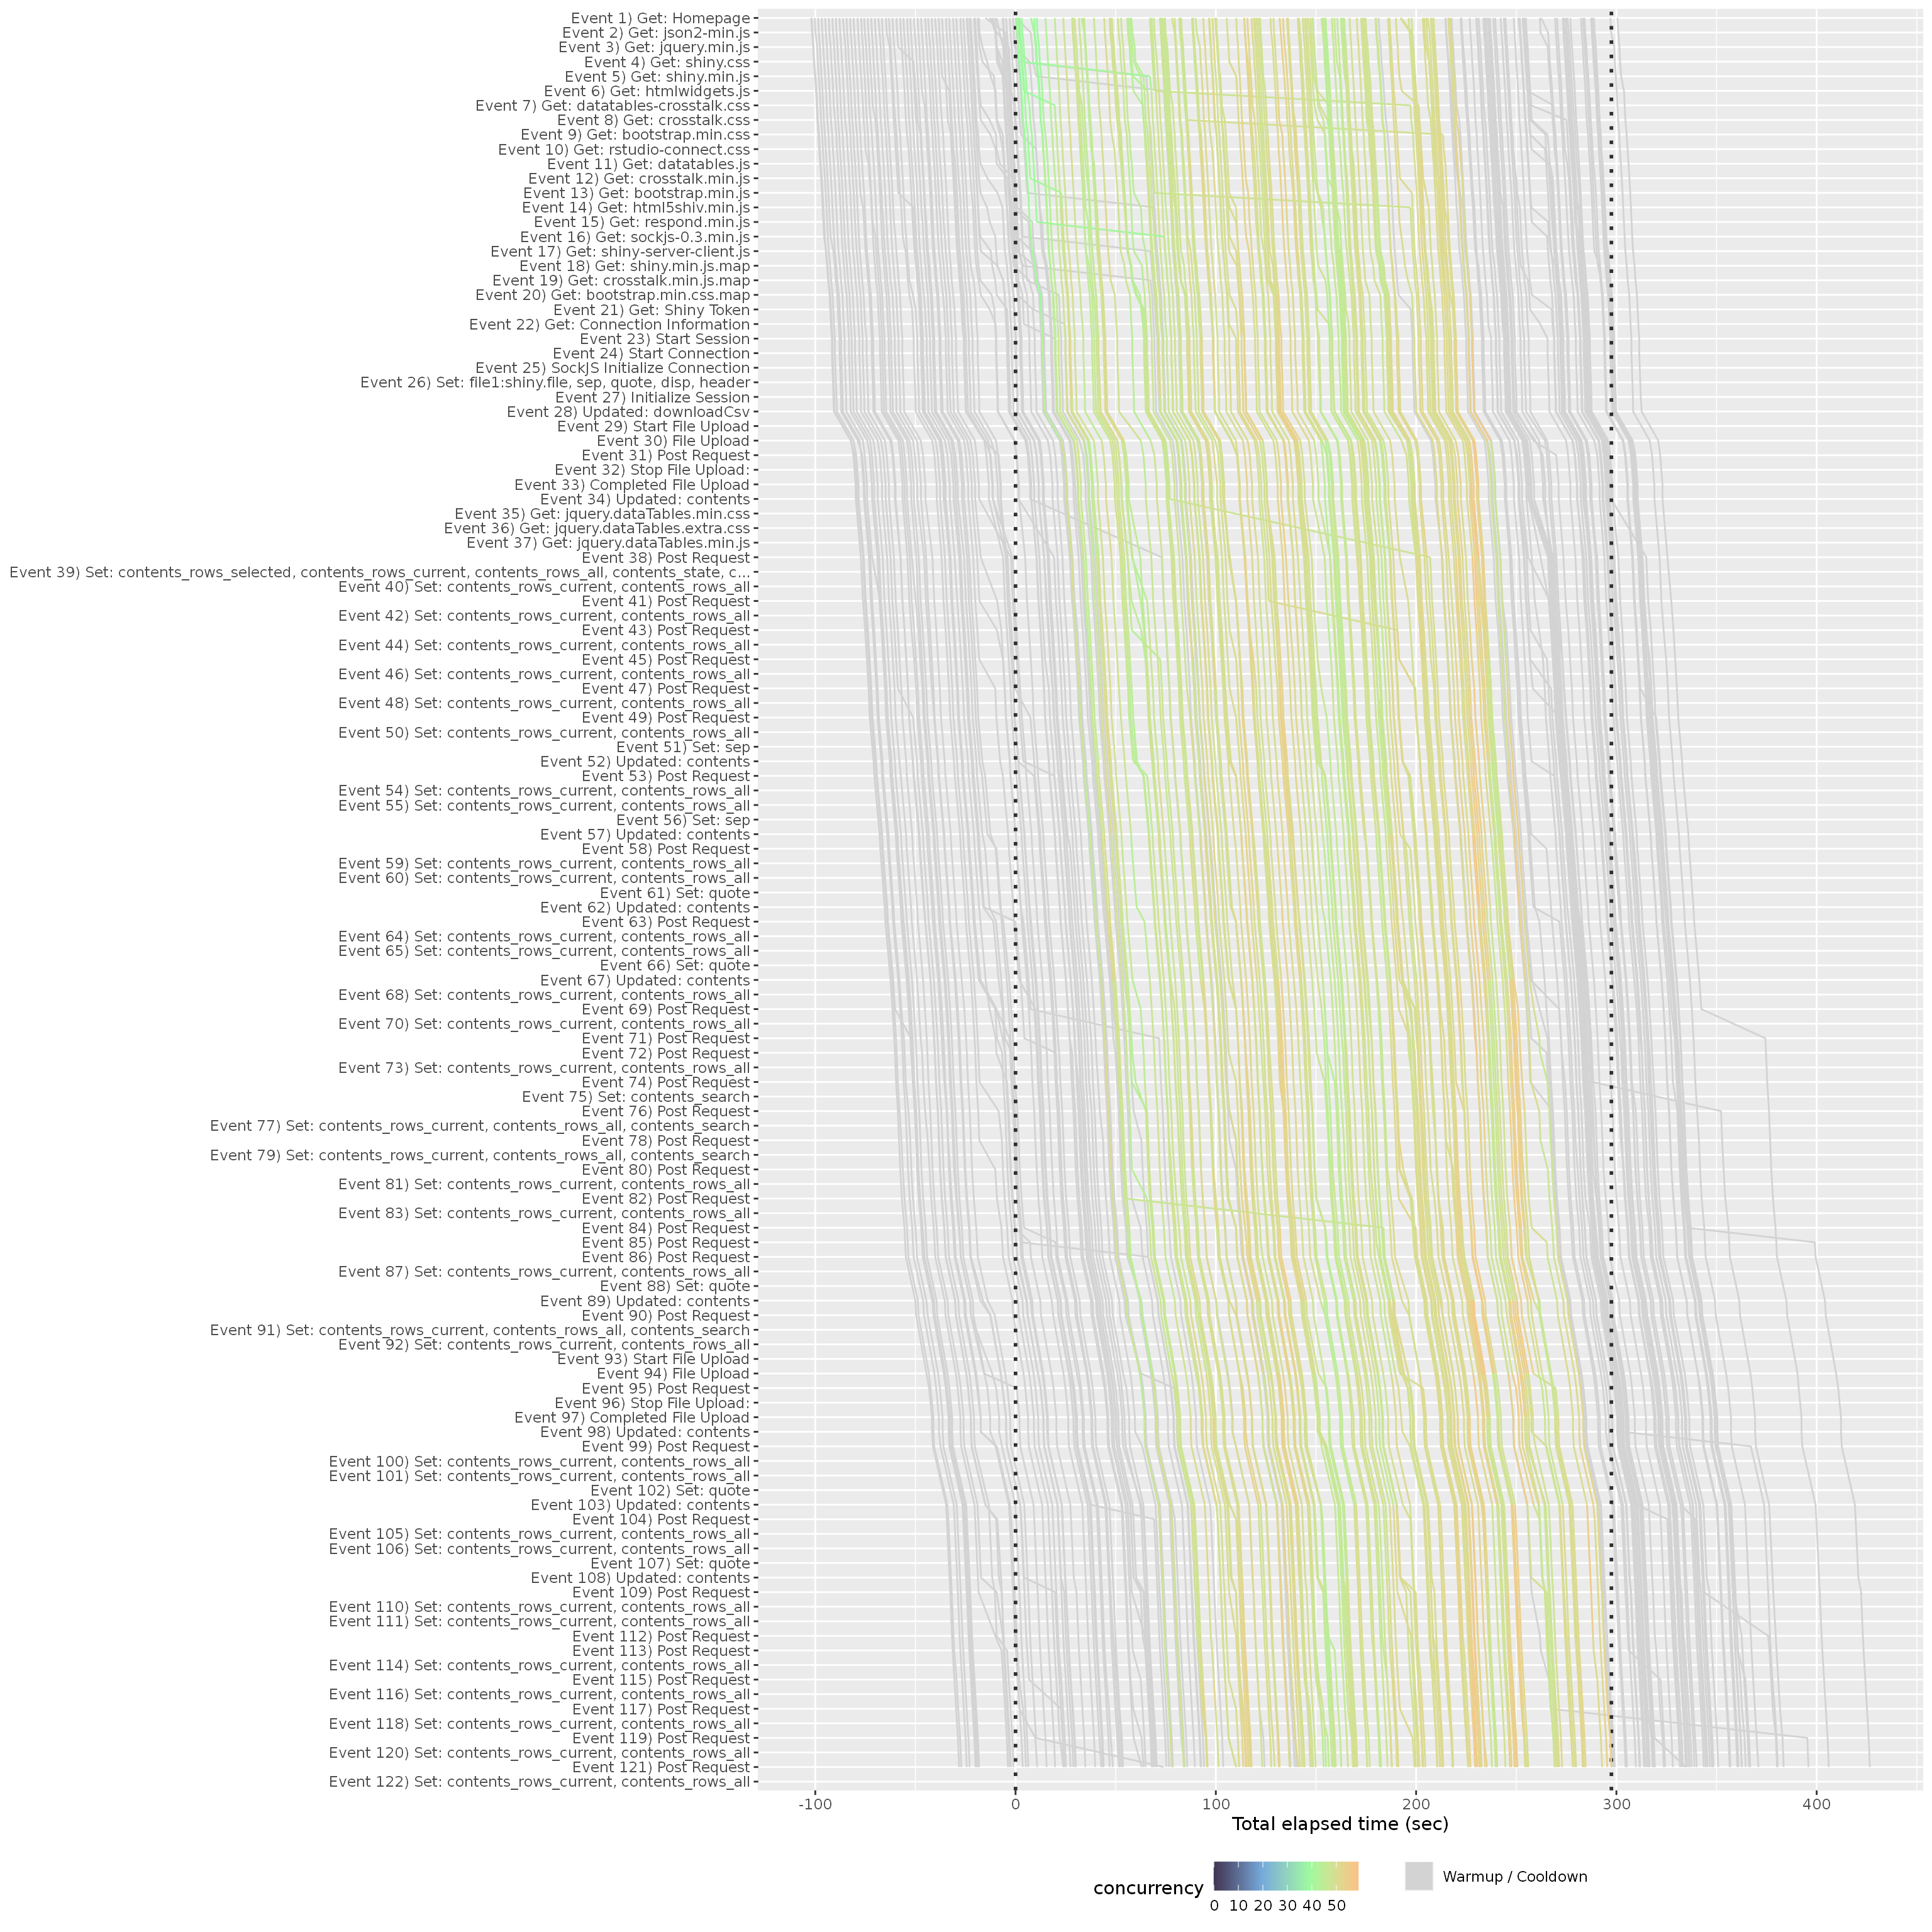 Event 1) Get: Homepage
Event 2) Get: json2-min.js
Event 3) Get: jquery.min.js
Event 4) Get: shiny.css
Event 5) Get: shiny.min.js
Event 6) Get: htmlwidgets.js
Event 7) Get: datatables-crosstalk.css
Event 8) Get: crosstalk.css
Event 9) Get: bootstrap.min.css
Event 10) Get: rstudio-connect.css
Event 11) Get: datatables.js
Event 12) Get: crosstalk.min.js
Event 13) Get: bootstrap.min.js
Event 14) Get: html5shiv.min.js
Event 15) Get: respond.min.js
Event 16) Get: sockjs-0.3.min.js
Event 17) Get: shiny-server-client.js
Event 18) Get: shiny.min.js.map
Event 19) Get: crosstalk.min.js.map
Event 20) Get: bootstrap.min.css.map
Event 21) Get: Shiny Token
Event 22) Get: Connection Information
Event 23) Start Session
Event 24) Start Connection
Event 25) SockJS Initialize Connection
Event 26) Set: file1:shiny.file, sep, quote, disp, header
Event 27) Initialize Session
Event 28) Updated: downloadCsv
Event 29) Start File Upload
Event 30) File Upload
Event 31) Post Request
Event 32) Stop File Upload:
Event 33) Completed File Upload
Event 34) Updated: contents
Event 35) Get: jquery.dataTables.min.css
Event 36) Get: jquery.dataTables.extra.css
Event 37) Get: jquery.dataTables.min.js
Event 38) Post Request
Event 39) Set: contents_rows_selected, contents_rows_current, contents_rows_all, contents_state, c...
Event 40) Set: contents_rows_current, contents_rows_all
Event 41) Post Request
Event 42) Set: contents_rows_current, contents_rows_all
Event 43) Post Request
Event 44) Set: contents_rows_current, contents_rows_all
Event 45) Post Request
Event 46) Set: contents_rows_current, contents_rows_all
Event 47) Post Request
Event 48) Set: contents_rows_current, contents_rows_all
Event 49) Post Request
Event 50) Set: contents_rows_current, contents_rows_all
Event 51) Set: sep
Event 52) Updated: contents
Event 53) Post Request
Event 54) Set: contents_rows_current, contents_rows_all
Event 55) Set: contents_rows_current, contents_rows_all
Event 56) Set: sep
Event 57) Updated: contents
Event 58) Post Request
Event 59) Set: contents_rows_current, contents_rows_all
Event 60) Set: contents_rows_current, contents_rows_all
Event 61) Set: quote
Event 62) Updated: contents
Event 63) Post Request
Event 64) Set: contents_rows_current, contents_rows_all
Event 65) Set: contents_rows_current, contents_rows_all
Event 66) Set: quote
Event 67) Updated: contents
Event 68) Set: contents_rows_current, contents_rows_all
Event 69) Post Request
Event 70) Set: contents_rows_current, contents_rows_all
Event 71) Post Request
Event 72) Post Request
Event 73) Set: contents_rows_current, contents_rows_all
Event 74) Post Request
Event 75) Set: contents_search
Event 76) Post Request
Event 77) Set: contents_rows_current, contents_rows_all, contents_search
Event 78) Post Request
Event 79) Set: contents_rows_current, contents_rows_all, contents_search
Event 80) Post Request
Event 81) Set: contents_rows_current, contents_rows_all
Event 82) Post Request
Event 83) Set: contents_rows_current, contents_rows_all
Event 84) Post Request
Event 85) Post Request
Event 86) Post Request
Event 87) Set: contents_rows_current, contents_rows_all
Event 88) Set: quote
Event 89) Updated: contents
Event 90) Post Request
Event 91) Set: contents_rows_current, contents_rows_all, contents_search
Event 92) Set: contents_rows_current, contents_rows_all
Event 93) Start File Upload
Event 94) File Upload
Event 95) Post Request
Event 96) Stop File Upload:
Event 97) Completed File Upload
Event 98) Updated: contents
Event 99) Post Request
Event 100) Set: contents_rows_current, contents_rows_all
Event 101) Set: contents_rows_current, contents_rows_all
Event 102) Set: quote
Event 103) Updated: contents
Event 104) Post Request
Event 105) Set: contents_rows_current, contents_rows_all
Event 106) Set: contents_rows_current, contents_rows_all
Event 107) Set: quote
Event 108) Updated: contents
Event 109) Post Request
Event 110) Set: contents_rows_current, contents_rows_all
Event 111) Set: contents_rows_current, contents_rows_all
Event 112) Post Request
Event 113) Post Request
Event 114) Set: contents_rows_current, contents_rows_all
Event 115) Post Request
Event 116) Set: contents_rows_current, contents_rows_all
Event 117) Post Request
Event 118) Set: contents_rows_current, contents_rows_all
Event 119) Post Request
Event 120) Set: contents_rows_current, contents_rows_all
Event 121) Post Request
Event 122) Set: contents_rows_current, contents_rows_all
-100 0 100 200 300 400
Total elapsed time (sec)
concurrency
0 10 20 30 40 50
Warmup / Cooldown